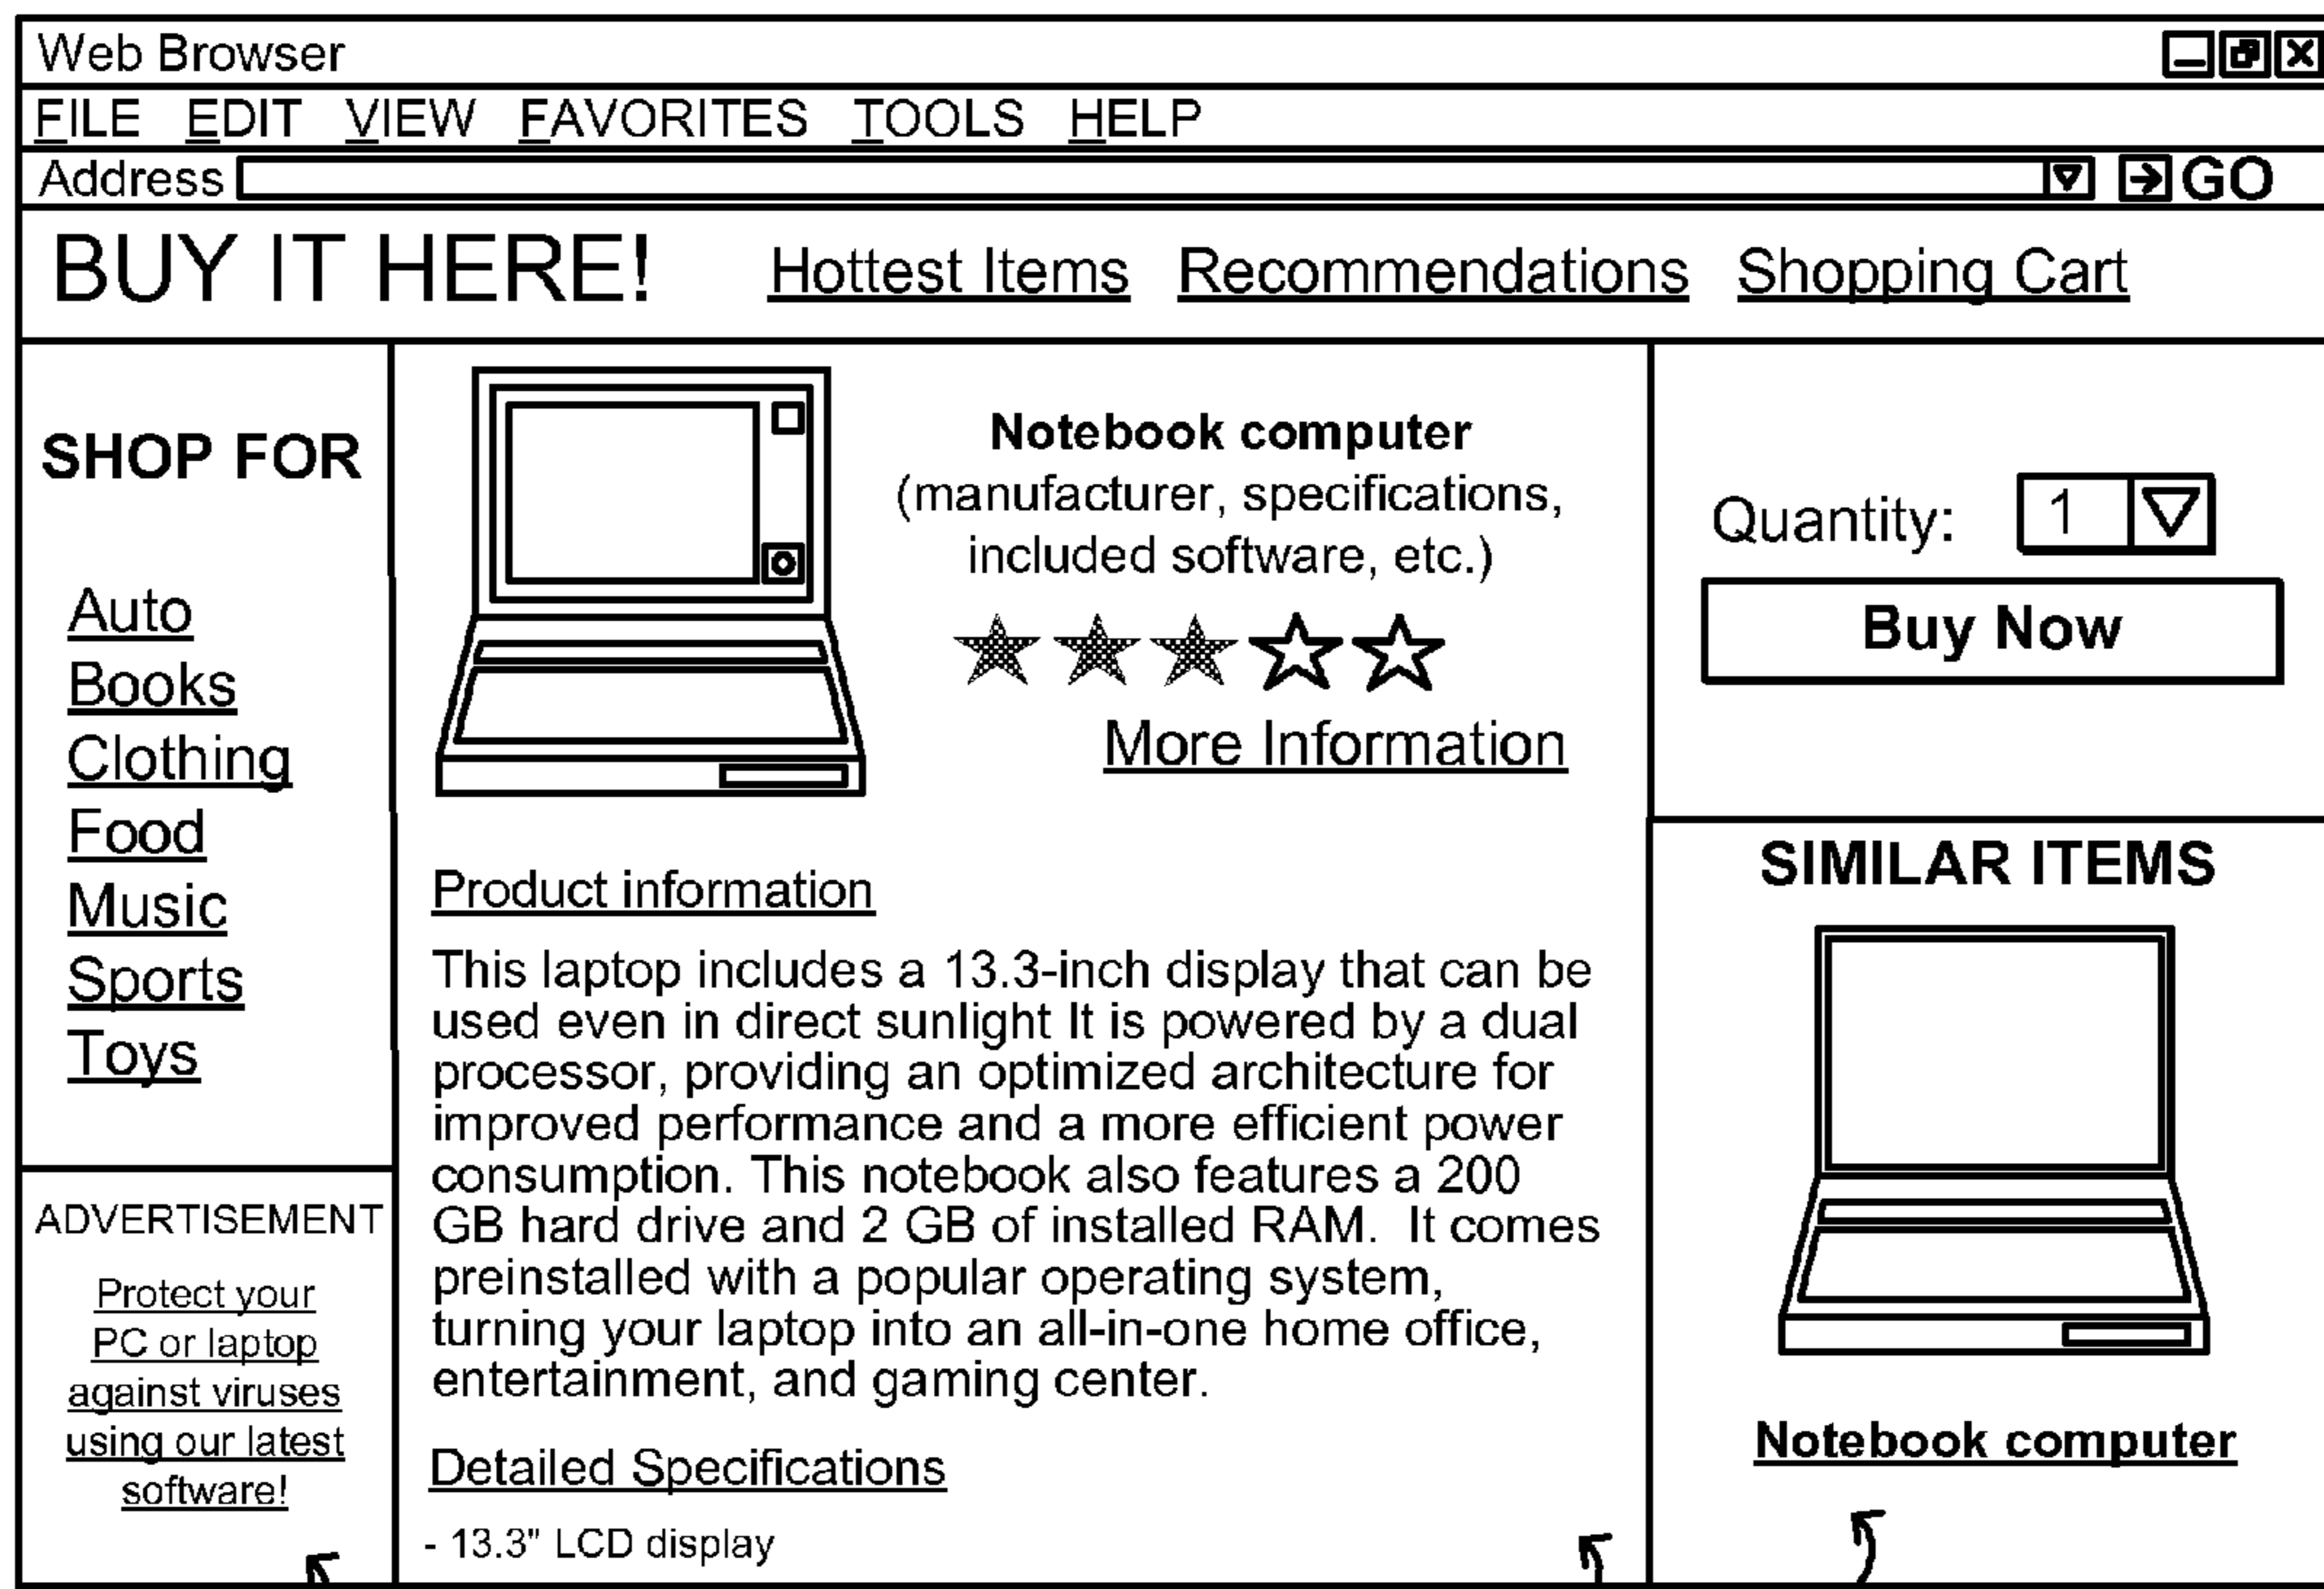 Web Browser
FILE EDIT VIEW FAVORITES TOOLS HELP
Address GO
BUY IT HERE! Hottest Items Recommendations Shopping Cart
SHOP FOR
Auto
Books
Clothing
Food
Music
Sports
Toys
ADVERTISEMENT
Protect your
PC or laptop
against viruses
using our latest
software!
Notebook computer
(manufacturer, specifications,
included software, etc.)
More Information
Product information
This laptop includes a 13.3-inch display that can be
used even in direct sunlight It is powered by a dual
processor, providing an optimized architecture for
improved performance and a more efficient power
consumption. This notebook also features a 200
GB hard drive and 2 GB of installed RAM. It comes
preinstalled with a popular operating system,
turning your laptop into an all-in-one home office,
entertainment, and gaming center.
Detailed Specifications
- 13.3" LCD display
Quantity: 1
Buy Now
SIMILAR ITEMS
Notebook computer